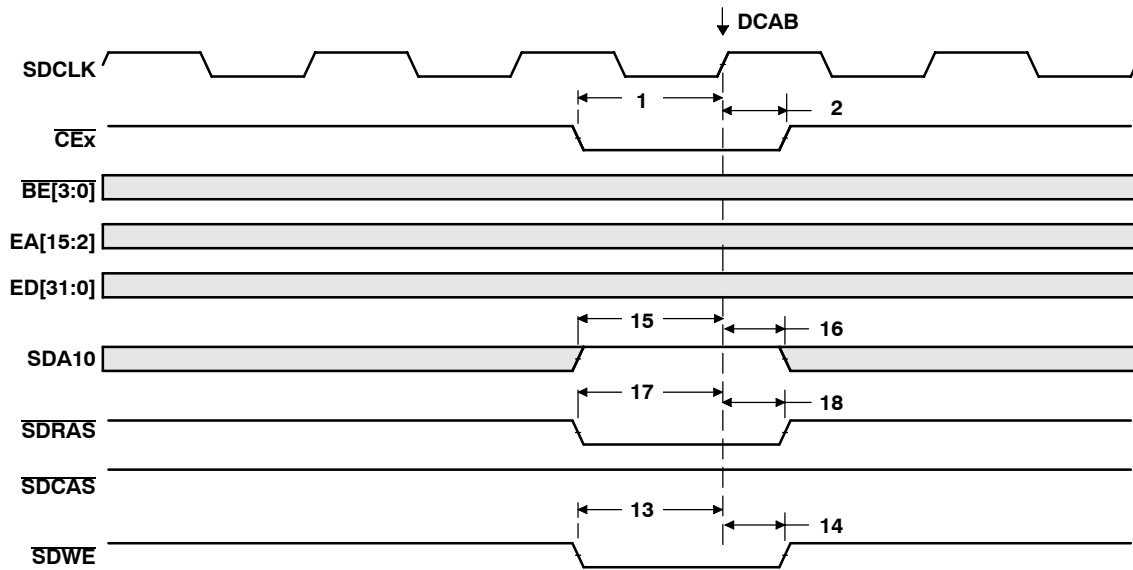 DCAB
SDCLK
1
2
CEx
BE[3:0]
EA[15:2]
ED[31:0]
15
16
SDA10
17
18
SDRAS
SDCAS
13
14
SDWE